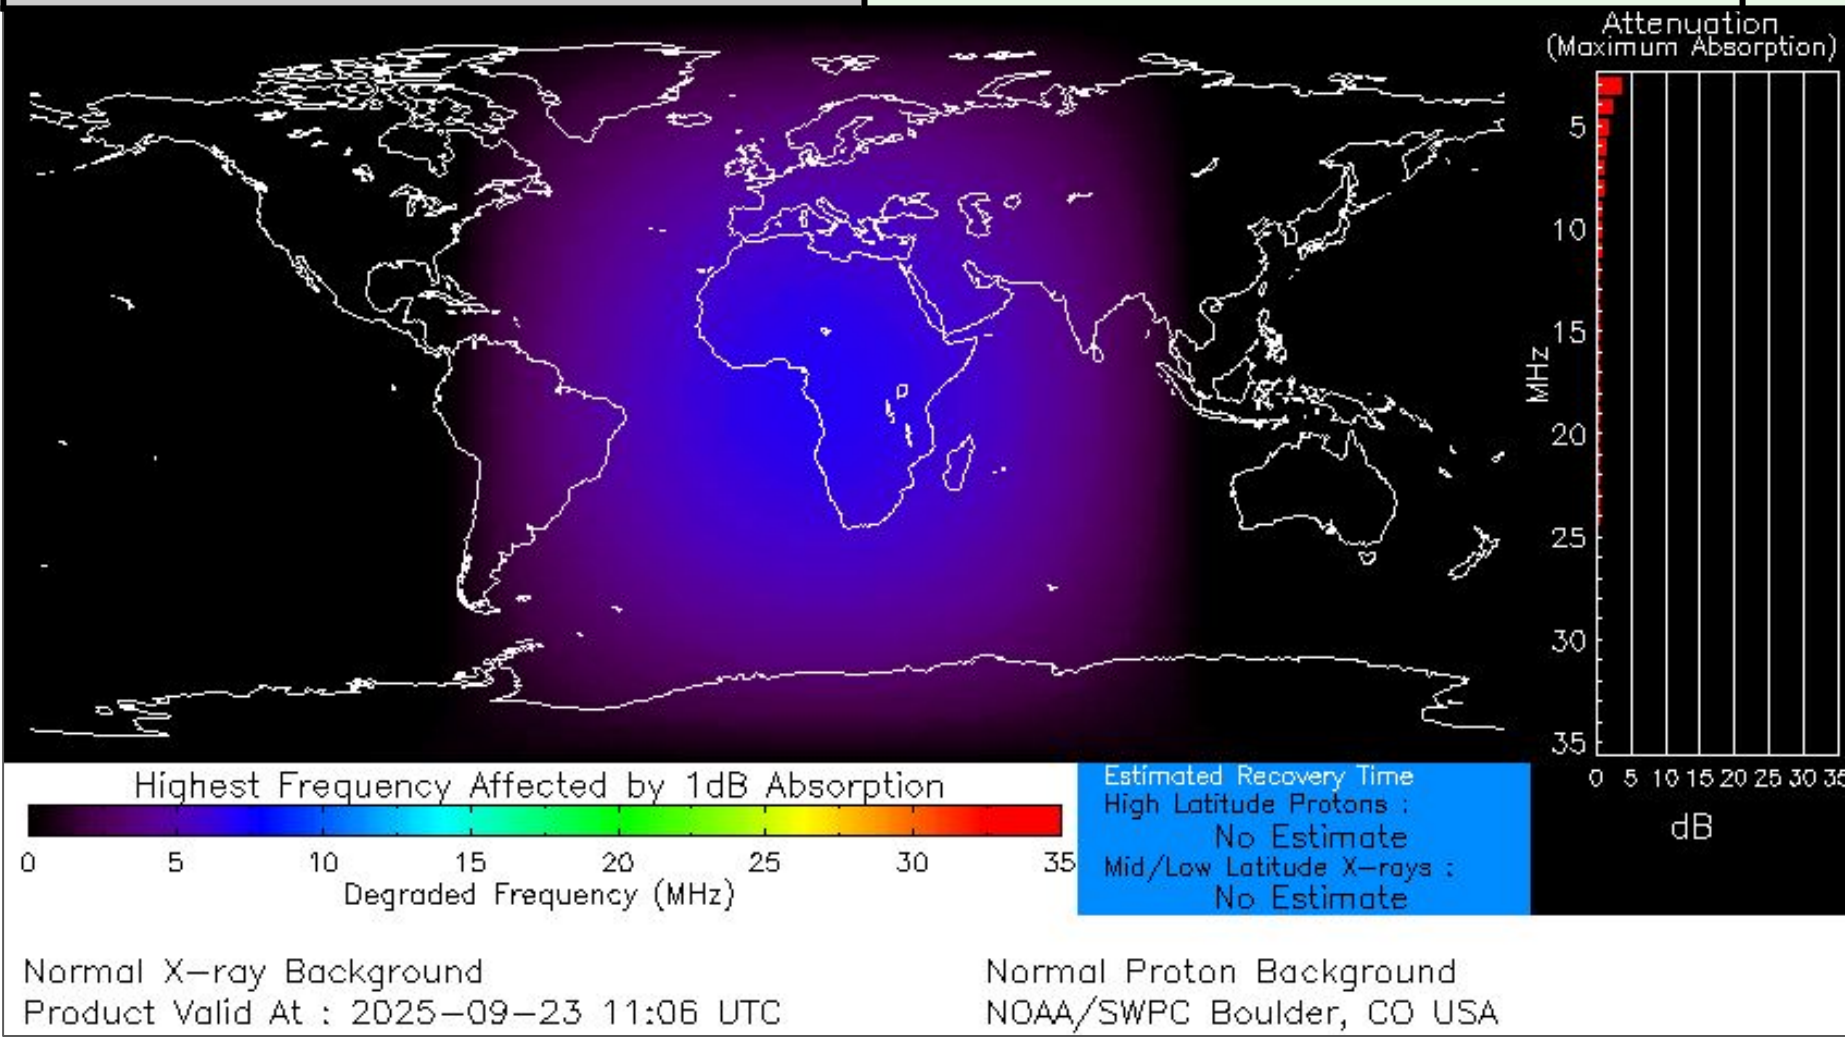 Attenuation
(Maximum Absorption)
5
10
15
20
25
30
35
MHz
0 5 10 15 20 25 30 35
dB
Highest Frequency Affected by 1dB Absorption
0 5 10 15 20 25 30 35
Degraded Frequency (MHz)
Estimated Recovery Time
High Latitude Protons :
No Estimate
Mid/Low Latitude X-rays :
No Estimate
Normal X-ray Background
Product Valid At : 2025-09-23 11:06 UTC
Normal Proton Background
NOAA/SWPC Boulder, CO USA